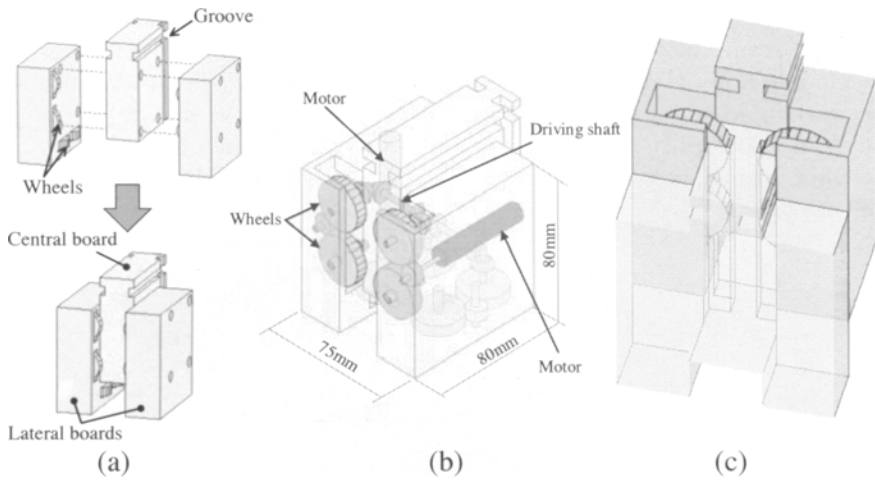 Groove
Wheels
Central board
Lateral boards
(a)
Motor
Driving shaft
Wheels
80mm
75mm
80mm
Motor
(b)
(c)